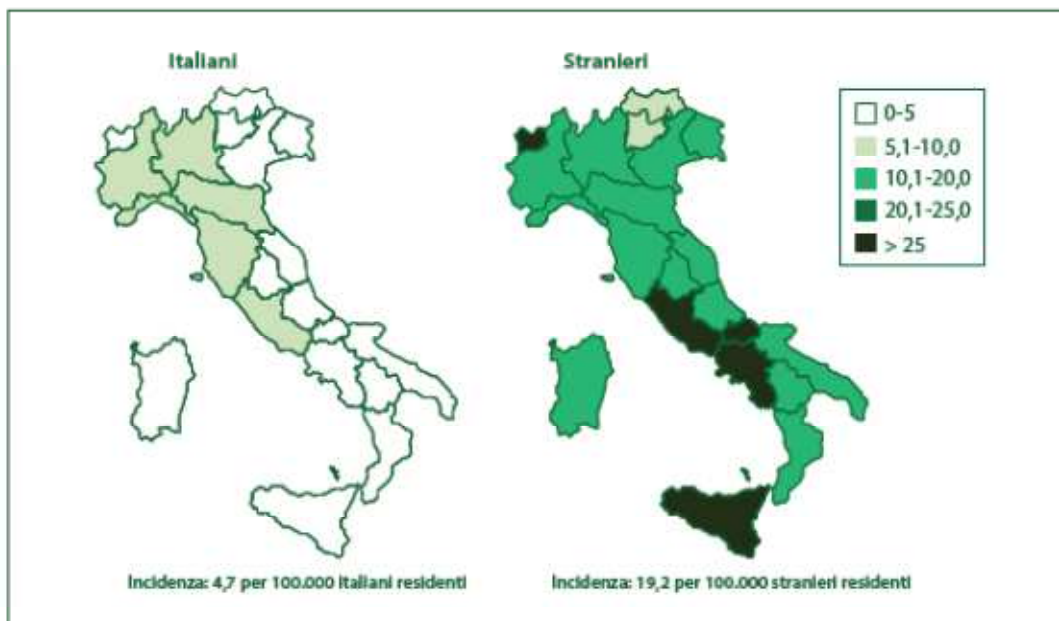 Italiani
Stranieri
0-5
5,1-10,0
10,1-20,0
20,1-25,0
> 25
Incidenza: 4,7 per 100.000 italiani residenti
Incidenza: 19,2 per 100.000 stranieri residenti